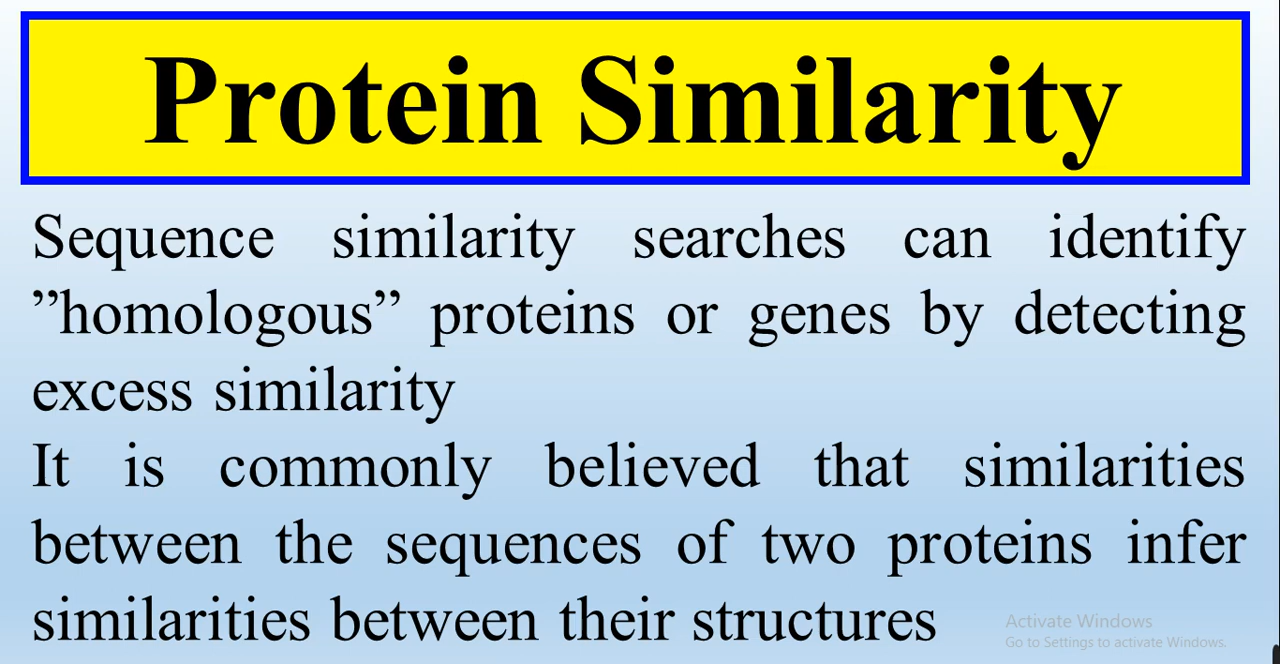 Protein Similarity
Sequence similarity searches can identify
”homologous” proteins or genes by detecting
excess similarity
It is commonly believed that similarities
between the sequences of two proteins infer
similarities between their structures
Activate Windows
Go to Settings to activate Windows.